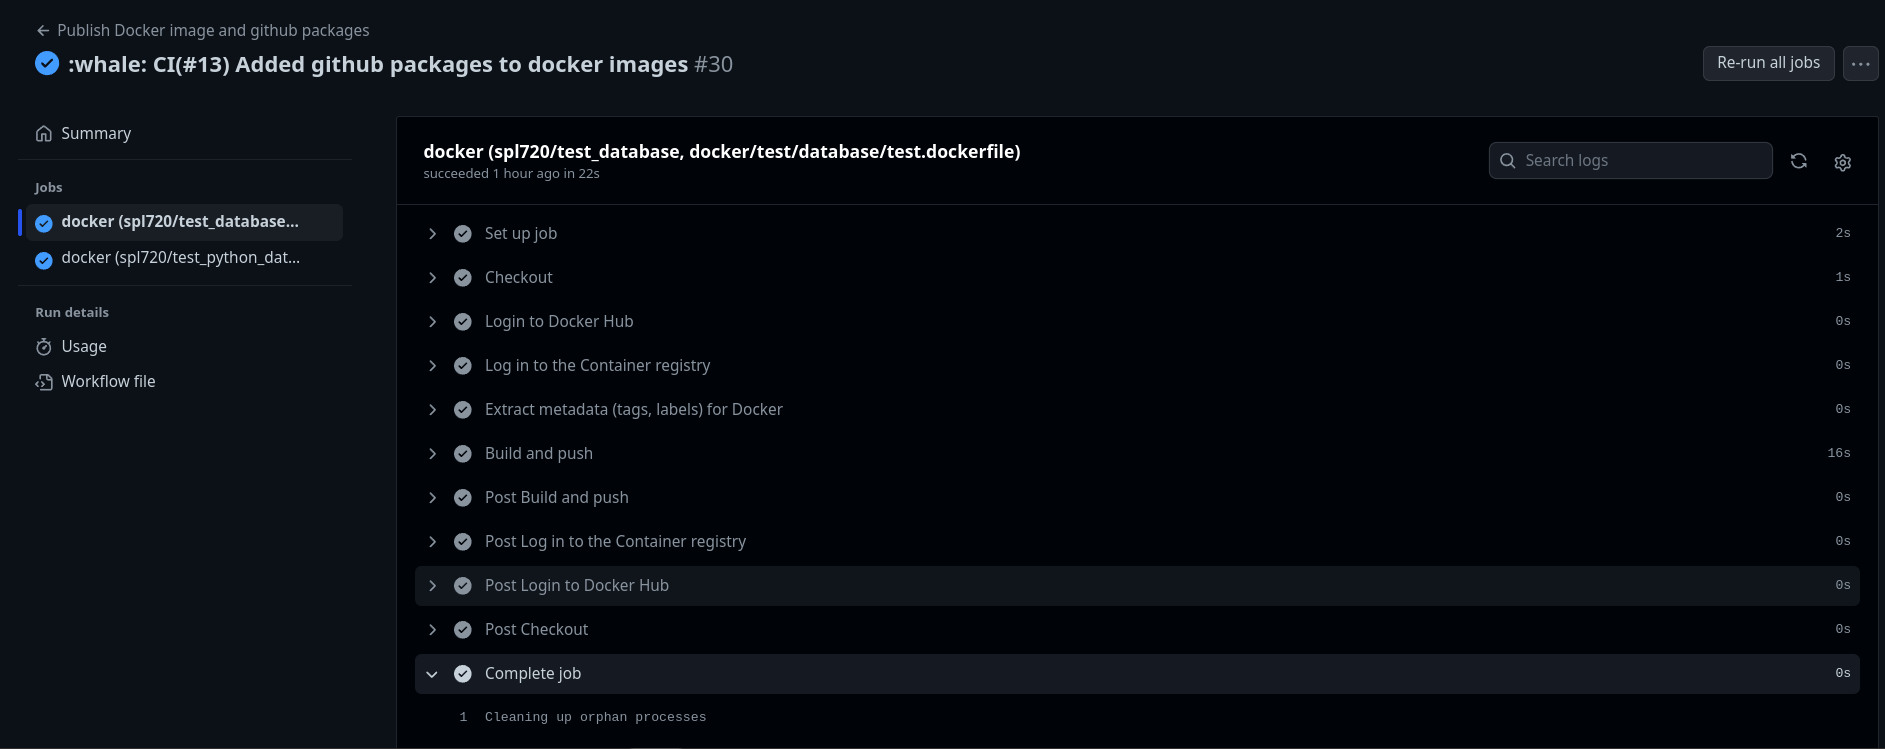 Publish Docker image and github packages
:whale: CI(#13) Added github packages to docker images #30
Re-run all jobs
Summary
Jobs
docker (spl720/test_database...
docker (spl720/test_python_dat...
Run details
Usage
Workflow file
docker (spl720/test_database, docker/test/database/test.dockerfile)
succeeded 1 hour ago in 22s
Search logs
Set up job 2s
Checkout 1s
Login to Docker Hub 0s
Log in to the Container registry 0s
Extract metadata (tags, labels) for Docker 0s
Build and push 16s
Post Build and push 0s
Post Log in to the Container registry 0s
Post Login to Docker Hub 0s
Post Checkout 0s
Complete job 0s
1 Cleaning up orphan processes